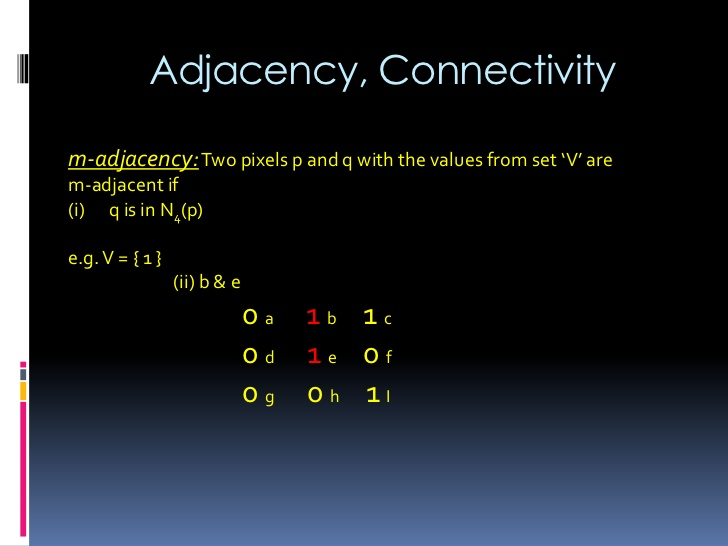 Adjacency, Connectivity
m-adjacency: Two pixels p and q with the values from set ‘V’ are
m-adjacent if
(i) q is in N4(p)
e.g. V = { 1 }
(ii) b & e
0 a 1 b 1 c
0 d 1 e 0 f
0 g 0 h 1 I